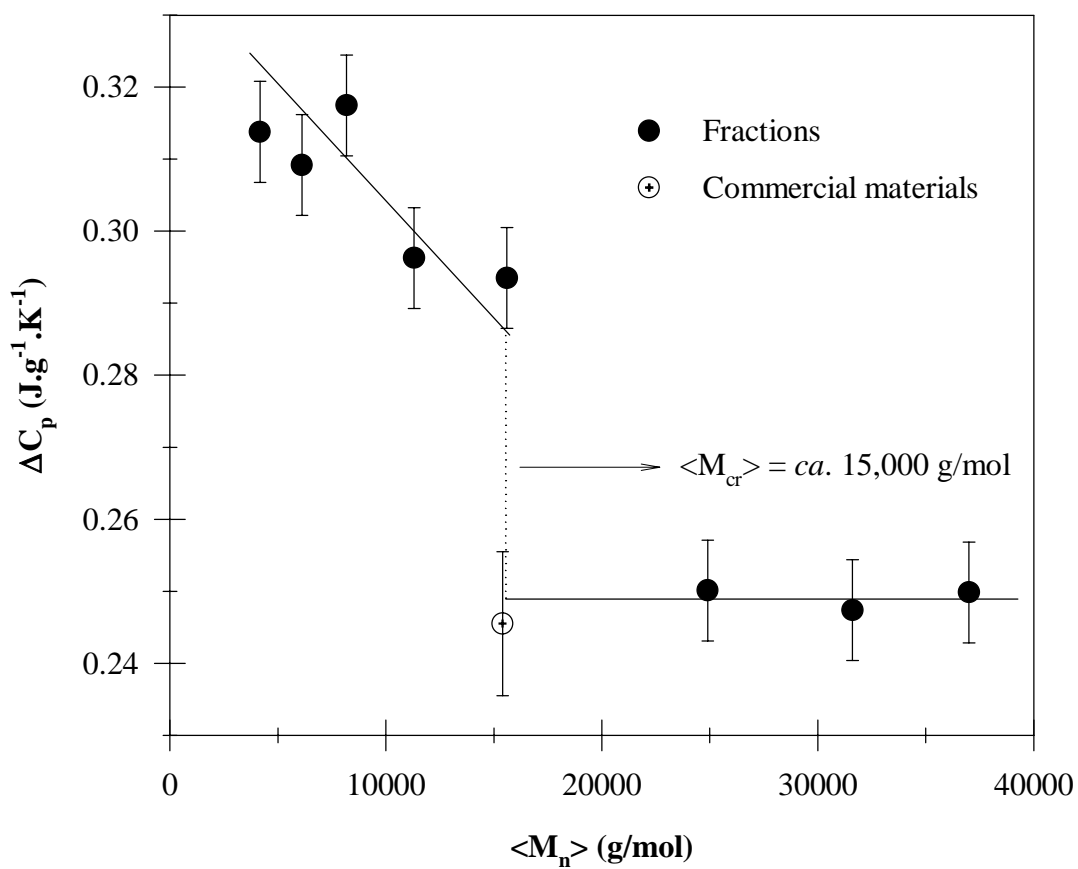 0.32
0.30
0.28
0.26
0.24
ΔCₚ (J.g⁻¹.K⁻¹)
Fractions
Commercial materials
<M_cr> = ca. 15,000 g/mol
0 10000 20000 30000 40000
<Mₙ> (g/mol)